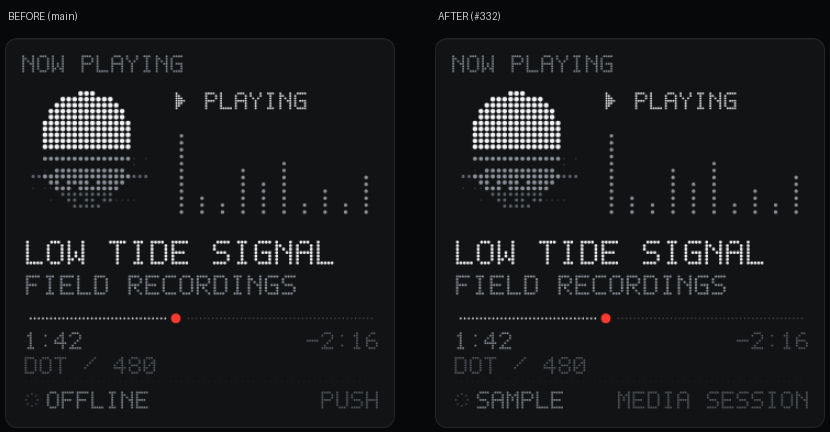 BEFORE (main)
NOW PLAYING
PLAYING
LOW TIDE SIGNAL
FIELD RECORDINGS
1:42 −2:16
DOT / 480
OFFLINE PUSH
AFTER (#332)
NOW PLAYING
PLAYING
LOW TIDE SIGNAL
FIELD RECORDINGS
1:42 −2:16
DOT / 480
SAMPLE MEDIA SESSION